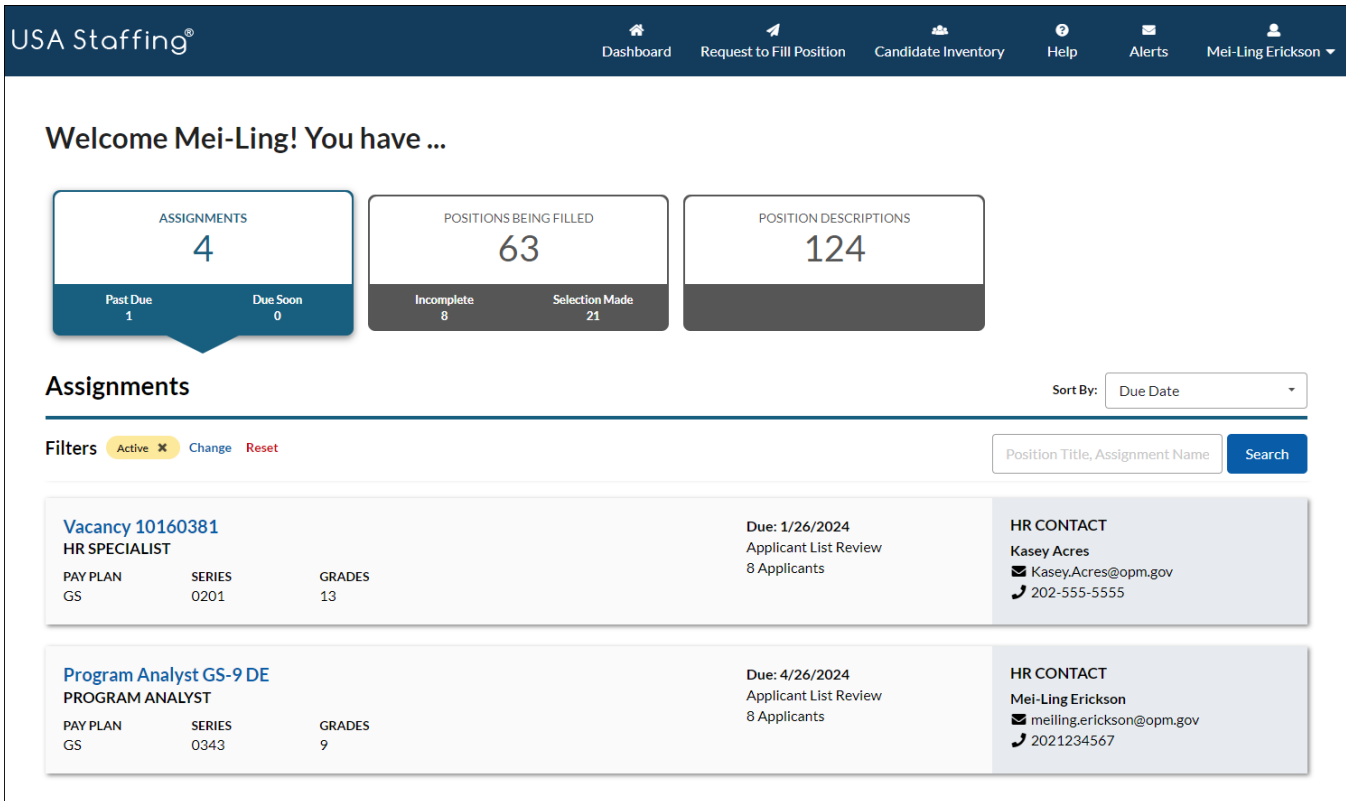 USA Staffing®
Dashboard
Request to Fill Position
Candidate Inventory
Help
Alerts
Mei-Ling Erickson
Welcome Mei-Ling! You have ...
ASSIGNMENTS
4
Past Due Due Soon
1 0
POSITIONS BEING FILLED
63
Incomplete Selection Made
8 21
POSITION DESCRIPTIONS
124
Assignments
Sort By: Due Date
Filters Active ✖ Change Reset
Position Title, Assignment Name
Search
Vacancy 10160381
HR SPECIALIST
PAY PLAN SERIES GRADES
GS 0201 13
Due: 1/26/2024
Applicant List Review
8 Applicants
HR CONTACT
Kasey Acres
Kasey.Acres@opm.gov
202-555-5555
Program Analyst GS-9 DE
PROGRAM ANALYST
PAY PLAN SERIES GRADES
GS 0343 9
Due: 4/26/2024
Applicant List Review
8 Applicants
HR CONTACT
Mei-Ling Erickson
meiling.erickson@opm.gov
2021234567